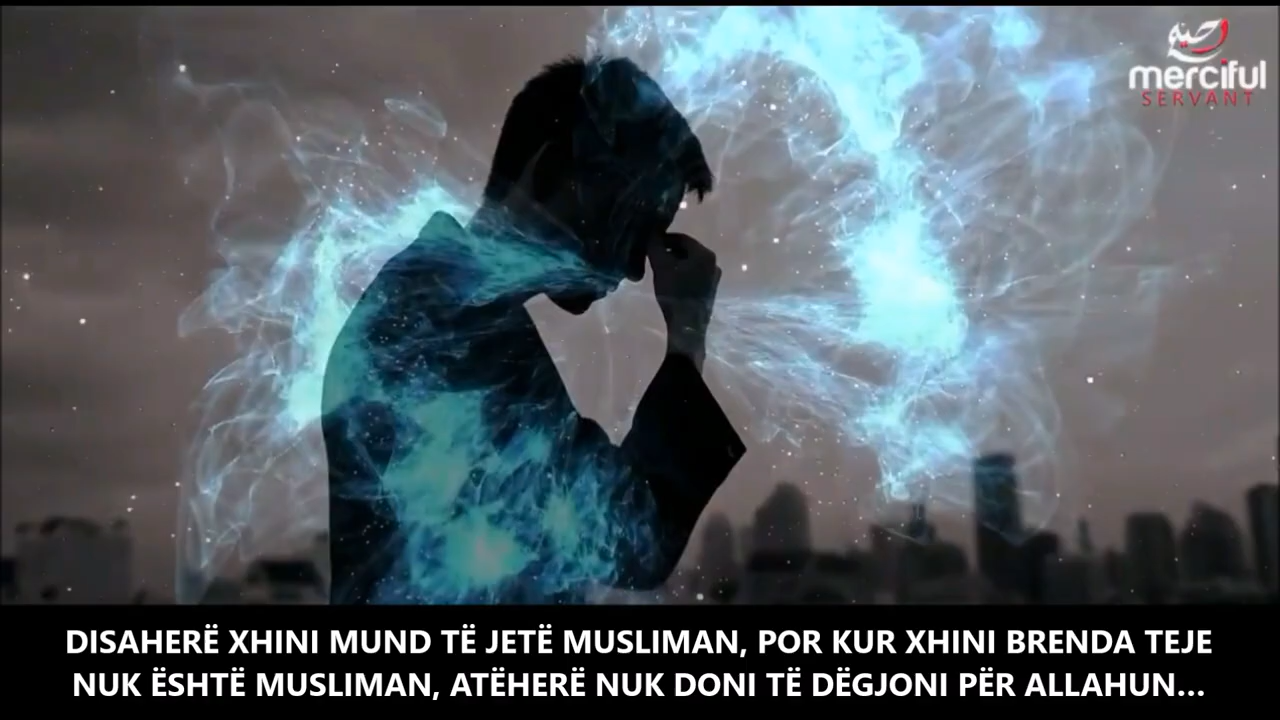 merciful
SERVANT
DISAHERË XHINI MUND TË JETË MUSLIMAN, POR KUR XHINI BRENDA TEJE
NUK ËSHTË MUSLIMAN, ATËHERË NUK DONI TË DËGJONI PËR ALLAHUN...